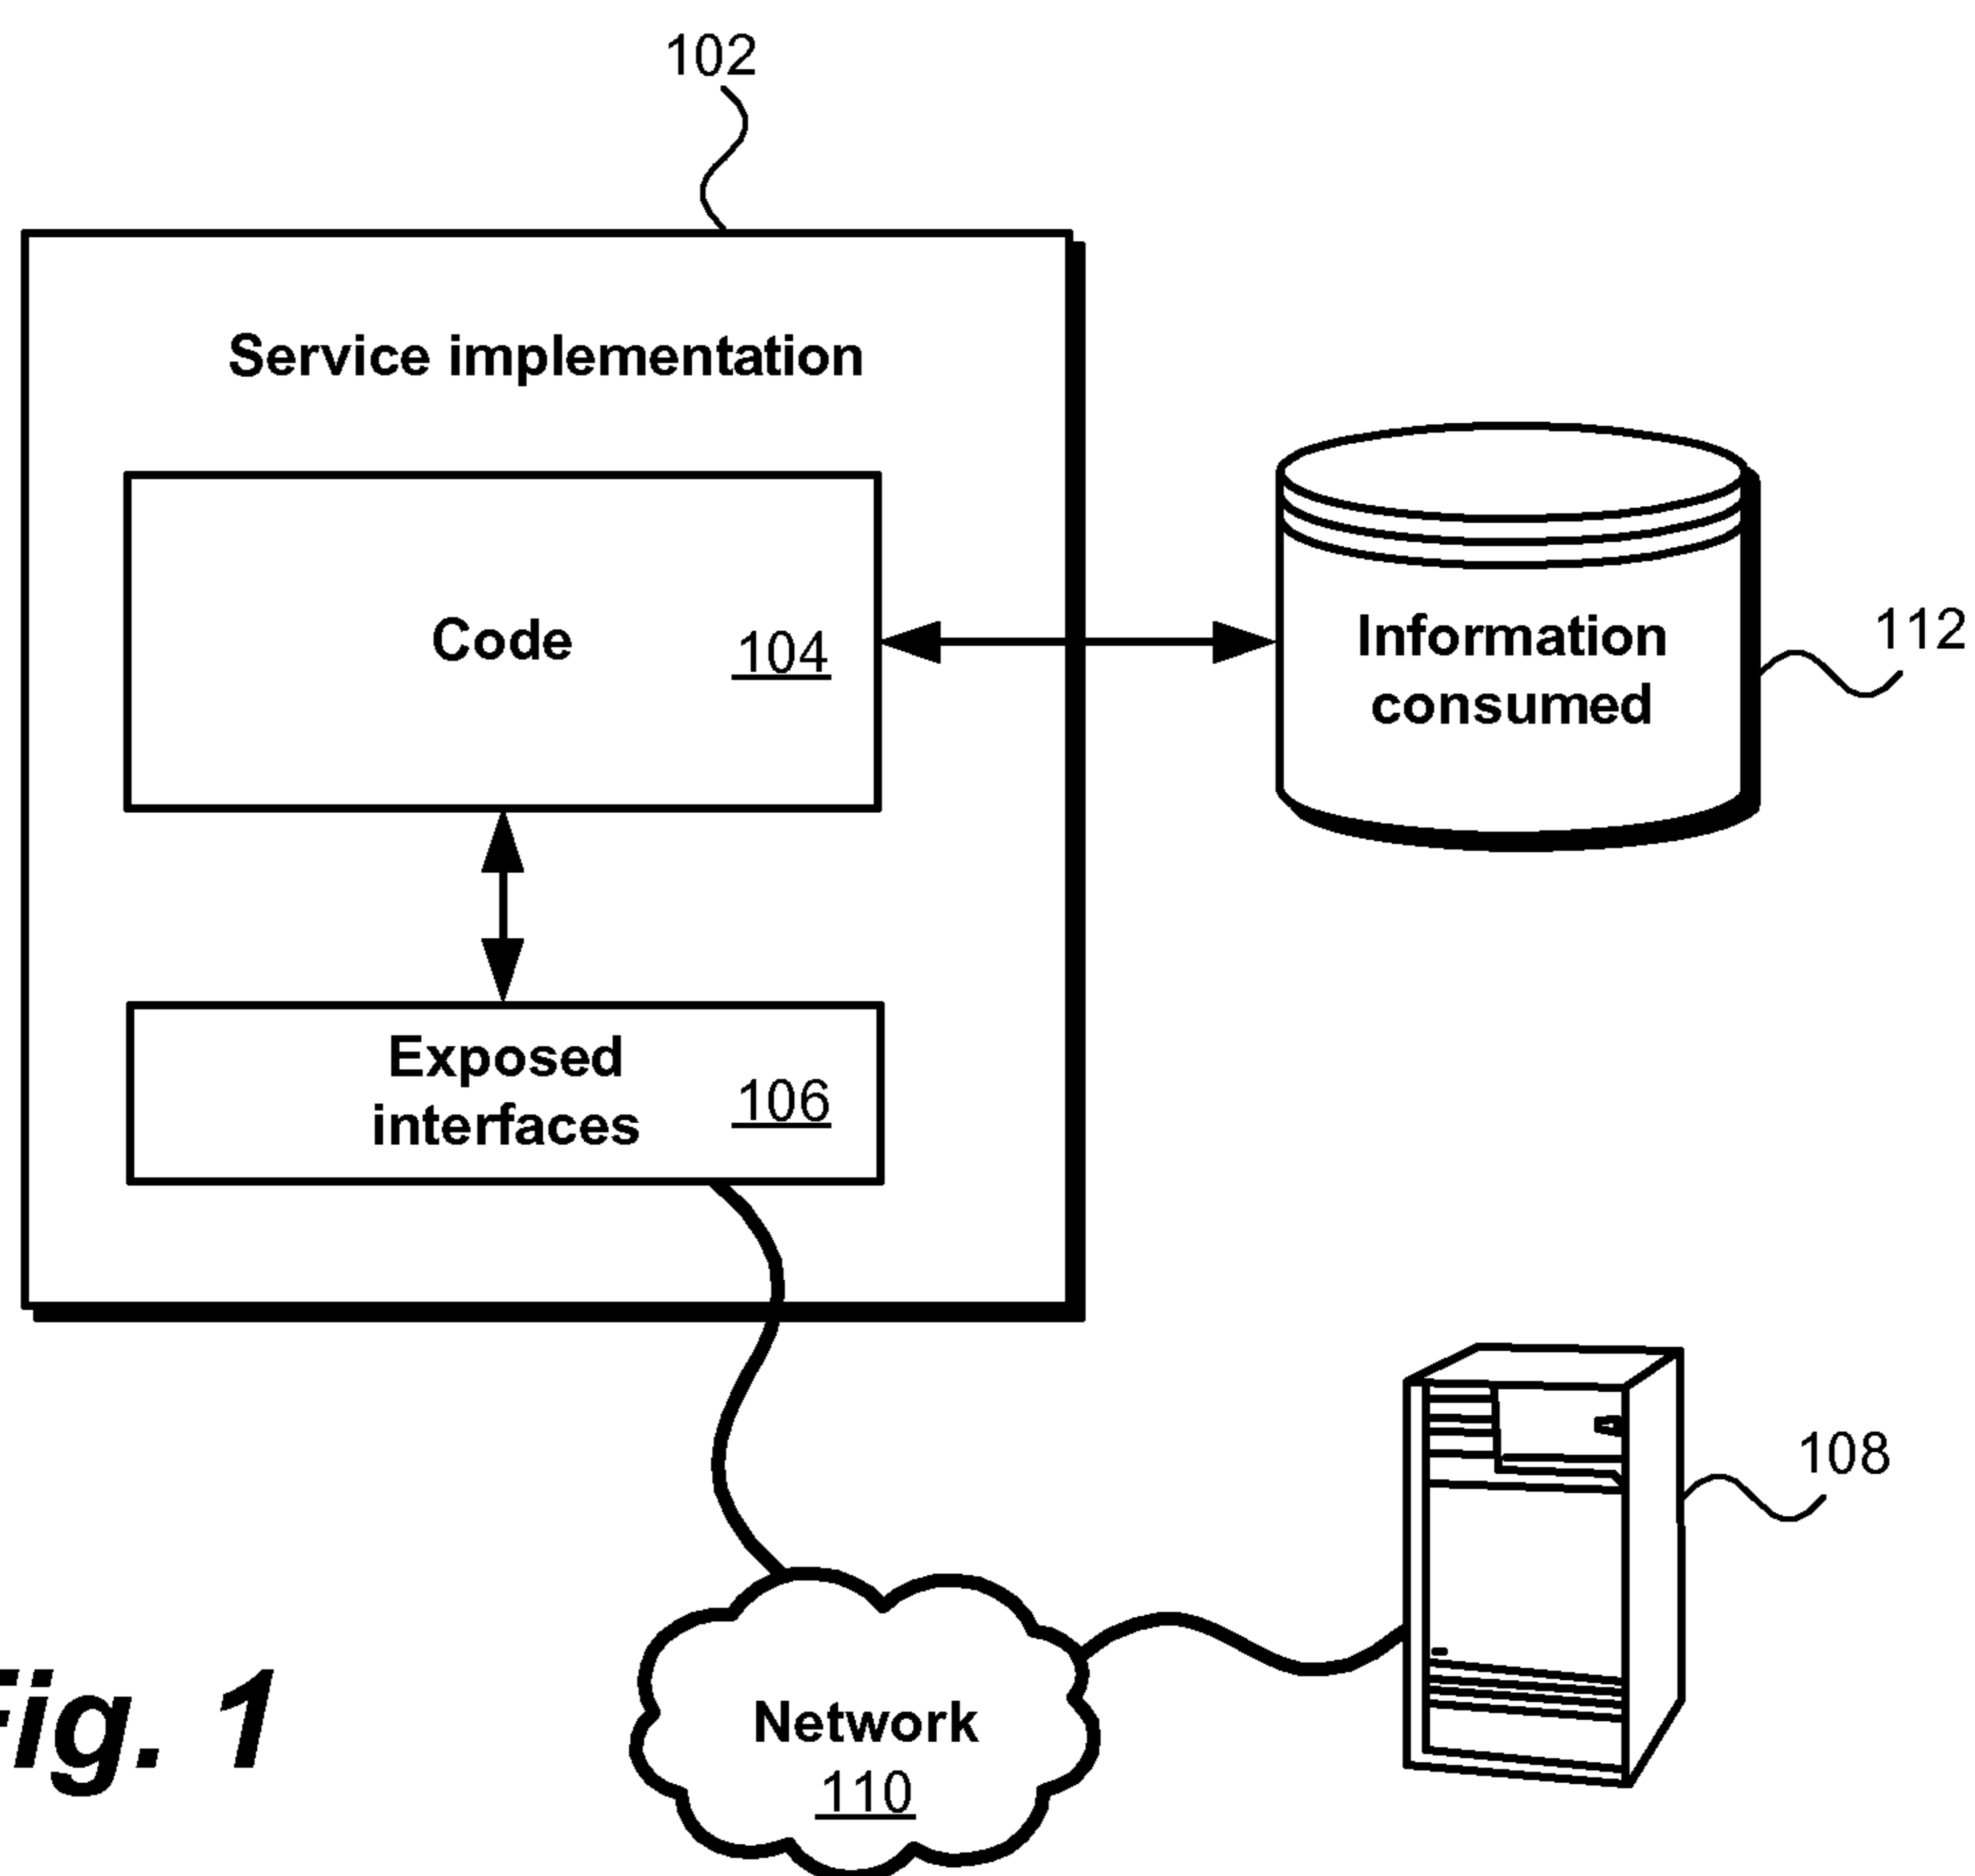 102
Service implementation
Code 104
Information
consumed
112
Exposed
interfaces
106
108
Network
110
Fig. 1